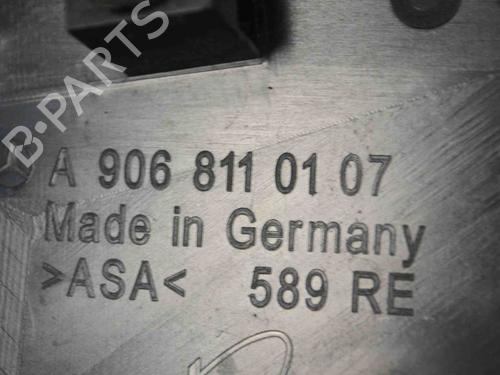 B·PARTS
A 906 811 01 07
Made in Germany
>ASA< 589 RE